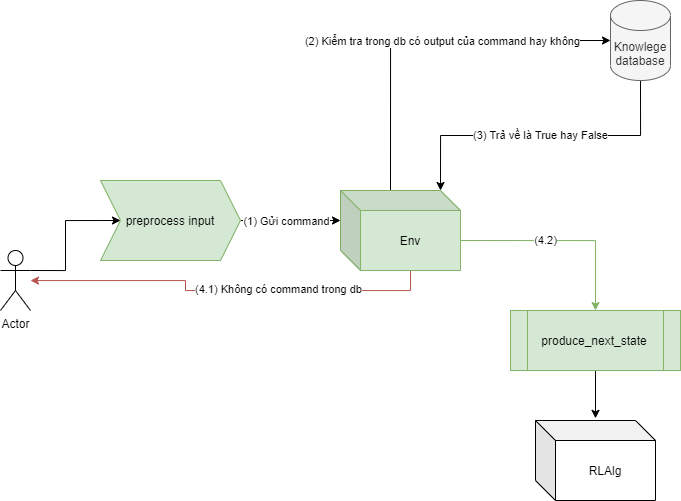 (2) Kiểm tra trong db có output của command hay không
Knowlege
database
(3) Trả về là True hay False
preprocess input
(1) Gửi command
Env
(4.2)
(4.1) Không có command trong db
Actor
produce_next_state
RLAlg